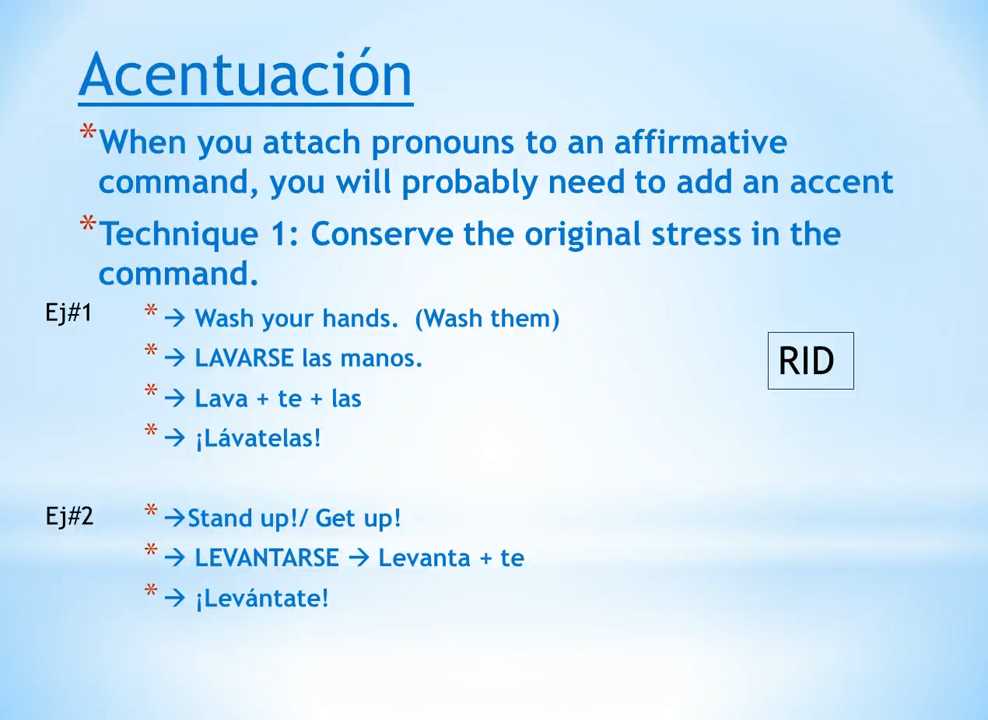 Acentuación
*When you attach pronouns to an affirmative
command, you will probably need to add an accent
*Technique 1: Conserve the original stress in the
command.
Ej#1
* → Wash your hands. (Wash them)
* → LAVARSE las manos.
* → Lava + te + las
* → ¡Lávatelas!
RID
Ej#2
* →Stand up!/ Get up!
* → LEVANTARSE → Levanta + te
* → ¡Levántate!